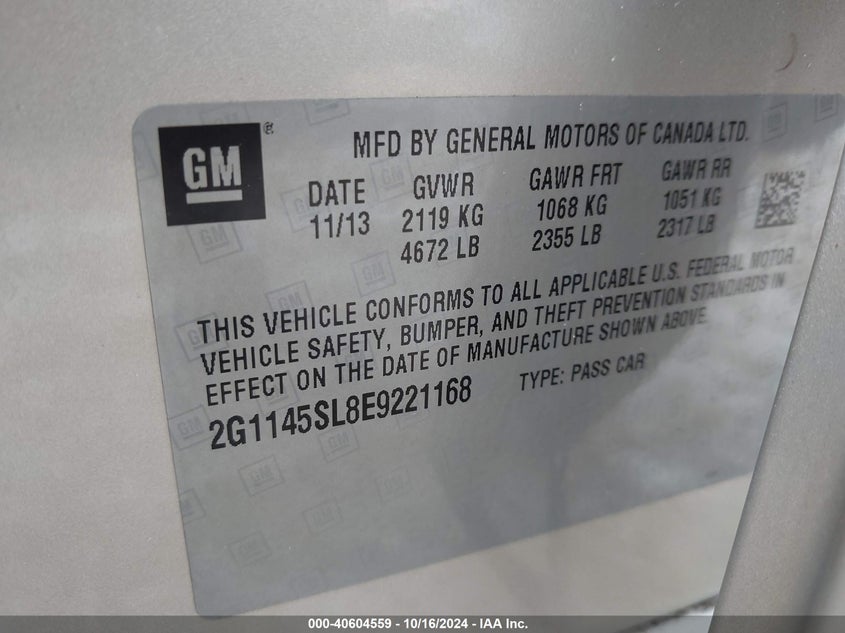 GM®
MFD BY GENERAL MOTORS OF CANADA LTD.
DATE GVWR GAWR FRT GAWR RR
11/13 2119 KG 1068 KG 1051 KG
4672 LB 2355 LB 2317 LB
THIS VEHICLE CONFORMS TO ALL APPLICABLE U.S. FEDERAL MOTOR
VEHICLE SAFETY, BUMPER, AND THEFT PREVENTION STANDARDS IN
EFFECT ON THE DATE OF MANUFACTURE SHOWN ABOVE.
2G1145SL8E9221168 TYPE: PASS CAR
000-40604559 - 10/16/2024 - IAA Inc.